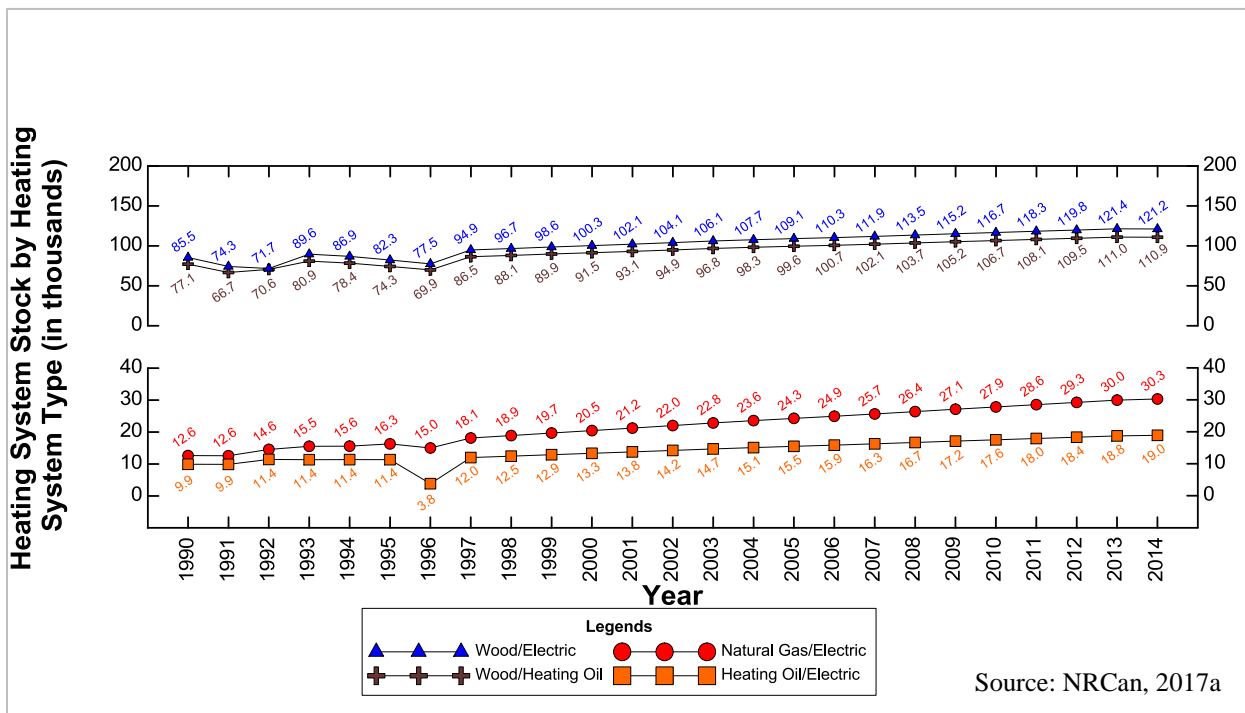 Heating System Stock by Heating
System Type (in thousands)
200
150
100
50
0
200
150
100
50
0
85.5 74.3 71.7 89.6 86.9 82.3 77.5 94.9 96.7 98.6 100.3 102.1 104.1 106.1 107.7 109.1 110.3 111.9 113.5 115.2 116.7 118.3 119.8 121.4 121.2
77.1 66.7 70.6 80.9 78.4 74.3 69.9 86.5 88.1 89.9 91.5 93.1 94.9 96.8 98.3 99.6 100.7 102.1 103.7 105.2 106.7 108.1 109.5 111.0 110.9
40
30
20
10
0
40
30
20
10
0
12.6 12.6 14.6 15.5 15.6 16.3 15.0 18.1 18.9 19.7 20.5 21.2 22.0 22.8 23.6 24.3 24.9 25.7 26.4 27.1 27.9 28.6 29.3 30.0 30.3
9.9 9.9 11.4 11.4 11.4 11.4 3.8 12.0 12.5 12.9 13.3 13.8 14.2 14.7 15.1 15.5 15.9 16.3 16.7 17.2 17.6 18.0 18.4 18.8 19.0
1990 1991 1992 1993 1994 1995 1996 1997 1998 1999 2000 2001 2002 2003 2004 2005 2006 2007 2008 2009 2010 2011 2012 2013 2014
Year
Legends
Wood/Electric Natural Gas/Electric
Wood/Heating Oil Heating Oil/Electric
Source: NRCan, 2017a